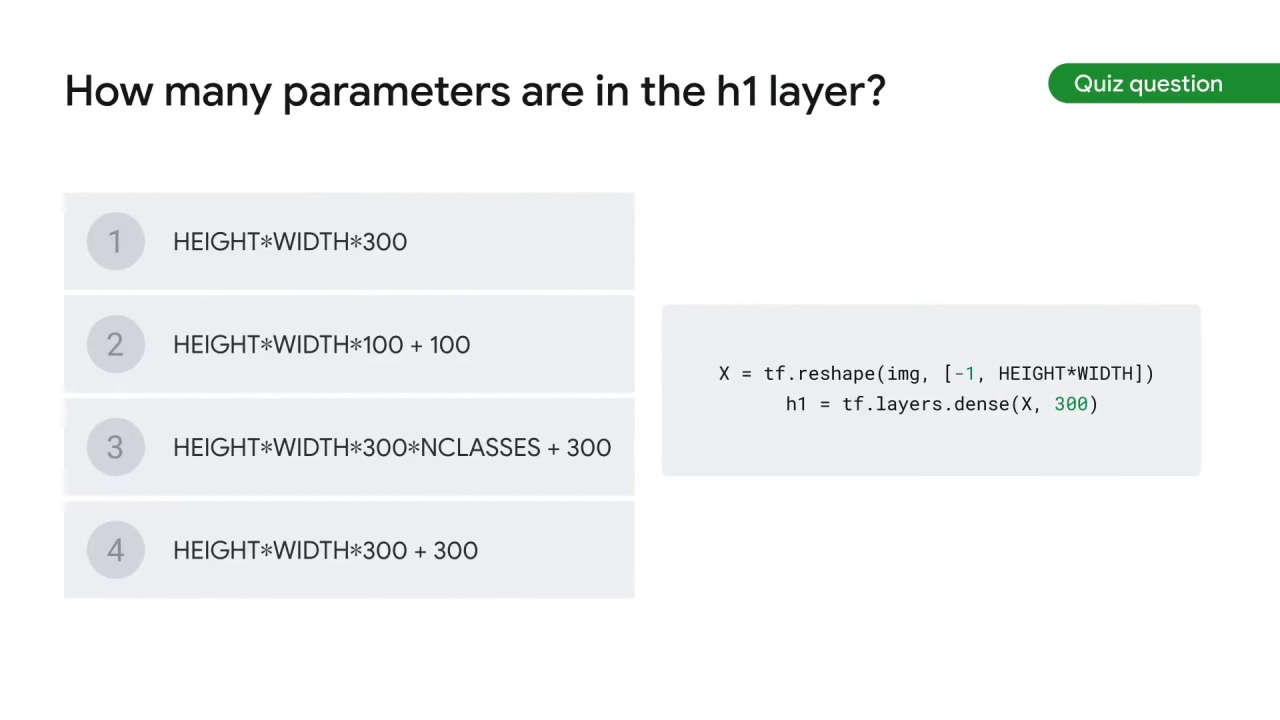 How many parameters are in the h1 layer?
Quiz question
1 HEIGHT*WIDTH*300
2 HEIGHT*WIDTH*100 + 100
3 HEIGHT*WIDTH*300*NCLASSES + 300
4 HEIGHT*WIDTH*300 + 300
X = tf.reshape(img, [-1, HEIGHT*WIDTH])
h1 = tf.layers.dense(X, 300)